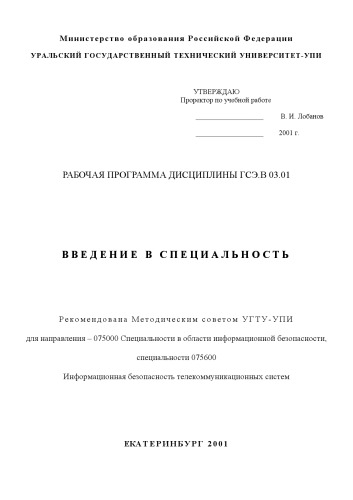 Министерство образования Российской Федерации
УРАЛЬСКИЙ ГОСУДАРСТВЕННЫЙ ТЕХНИЧЕСКИЙ УНИВЕРСИТЕТ-УПИ
УТВЕРЖДАЮ
Проректор по учебной работе
В. И. Лобанов
2001 г.
РАБОЧАЯ ПРОГРАММА ДИСЦИПЛИНЫ ГСЭ.В 03.01
ВВЕДЕНИЕ В СПЕЦИАЛЬНОСТЬ
Рекомендована Методическим советом УГТУ-УПИ
для направления – 075000 Специальности в области информационной безопасности,
специальности 075600
Информационная безопасность телекоммуникационных систем
ЕКАТЕРИНБУРГ 2001